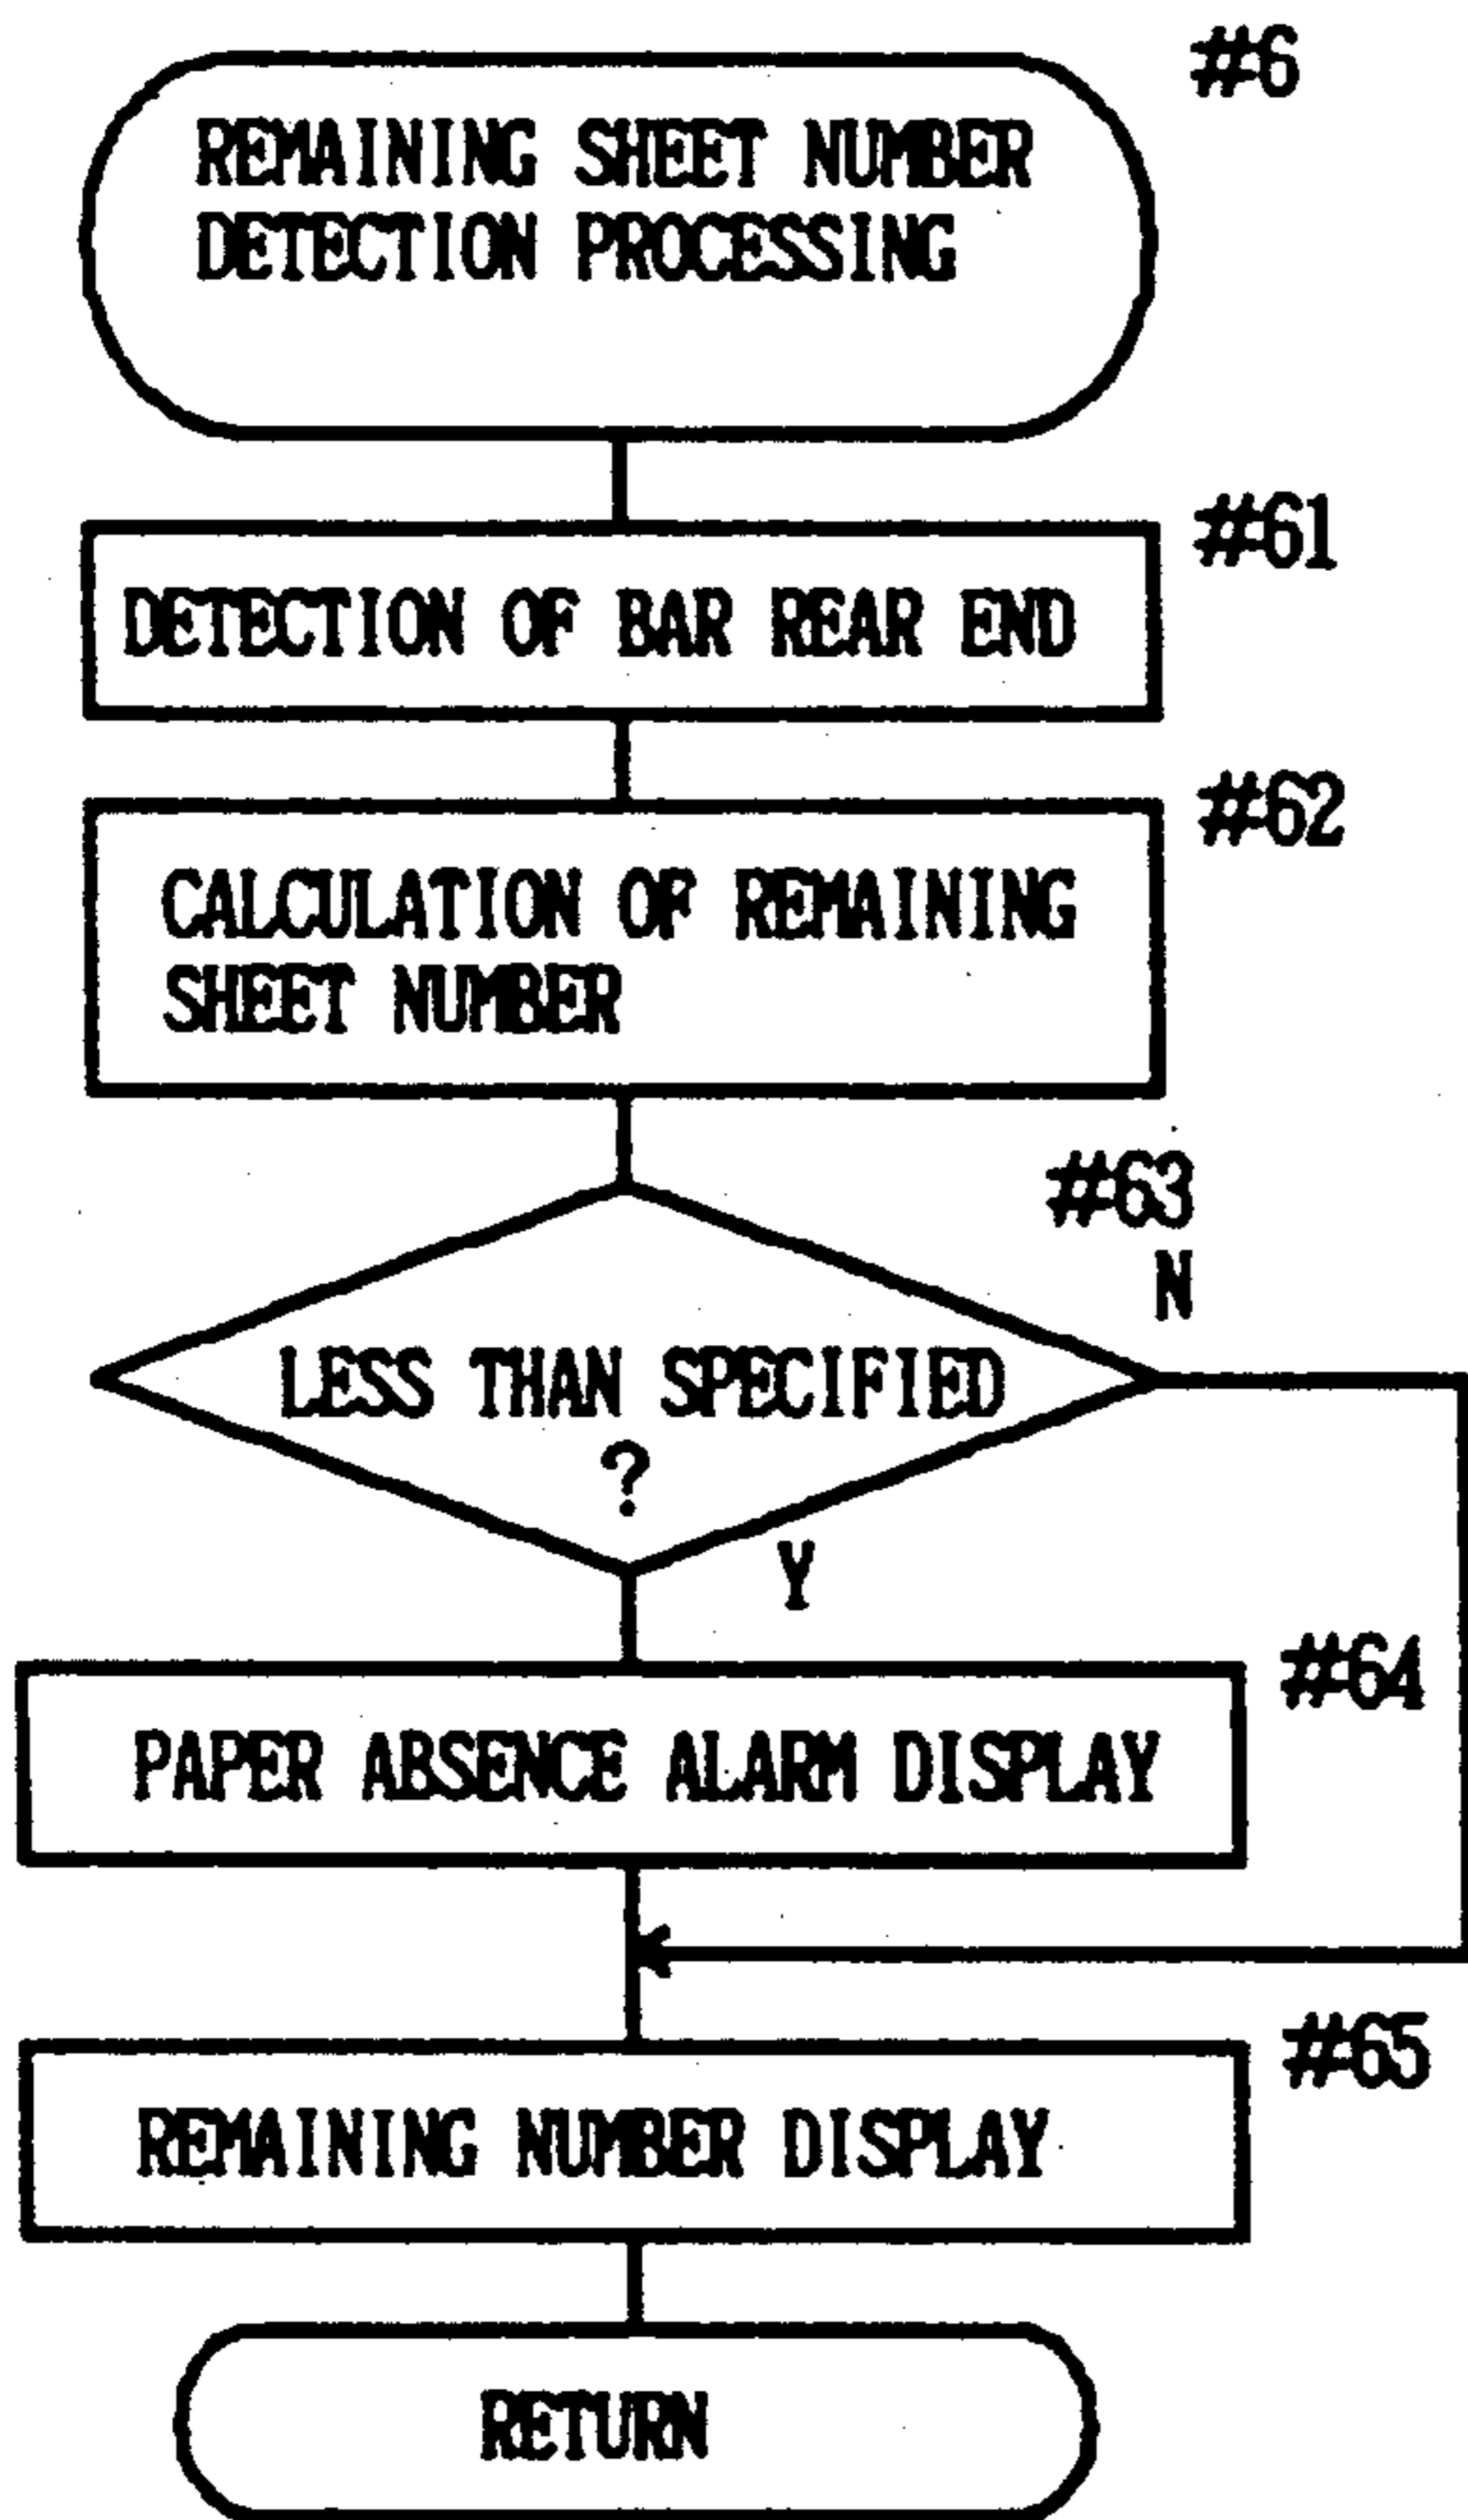 #6
REMAINING SHEET NUMBER
DETECTION PROCESSING
#61
DETECTION OF BAR REAR END
#62
CALCULATION OF REMAINING
SHEET NUMBER
#63
N
LESS THAN SPECIFIED
?
Y
#64
PAPER ABSENCE ALARM DISPLAY
#65
REMAINING NUMBER DISPLAY
RETURN